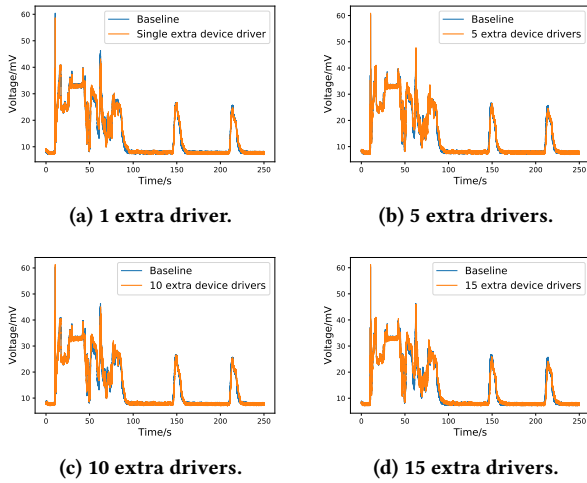 Baseline
Single extra device driver
Voltage/mV
60
50
40
30
20
10
0 50 100 150 200 250
Time/s
(a) 1 extra driver.
Baseline
5 extra device drivers
Voltage/mV
60
50
40
30
20
10
0 50 100 150 200 250
Time/s
(b) 5 extra drivers.
Baseline
10 extra device drivers
Voltage/mV
60
50
40
30
20
10
0 50 100 150 200 250
Time/s
(c) 10 extra drivers.
Baseline
15 extra device drivers
Voltage/mV
60
50
40
30
20
10
0 50 100 150 200 250
Time/s
(d) 15 extra drivers.